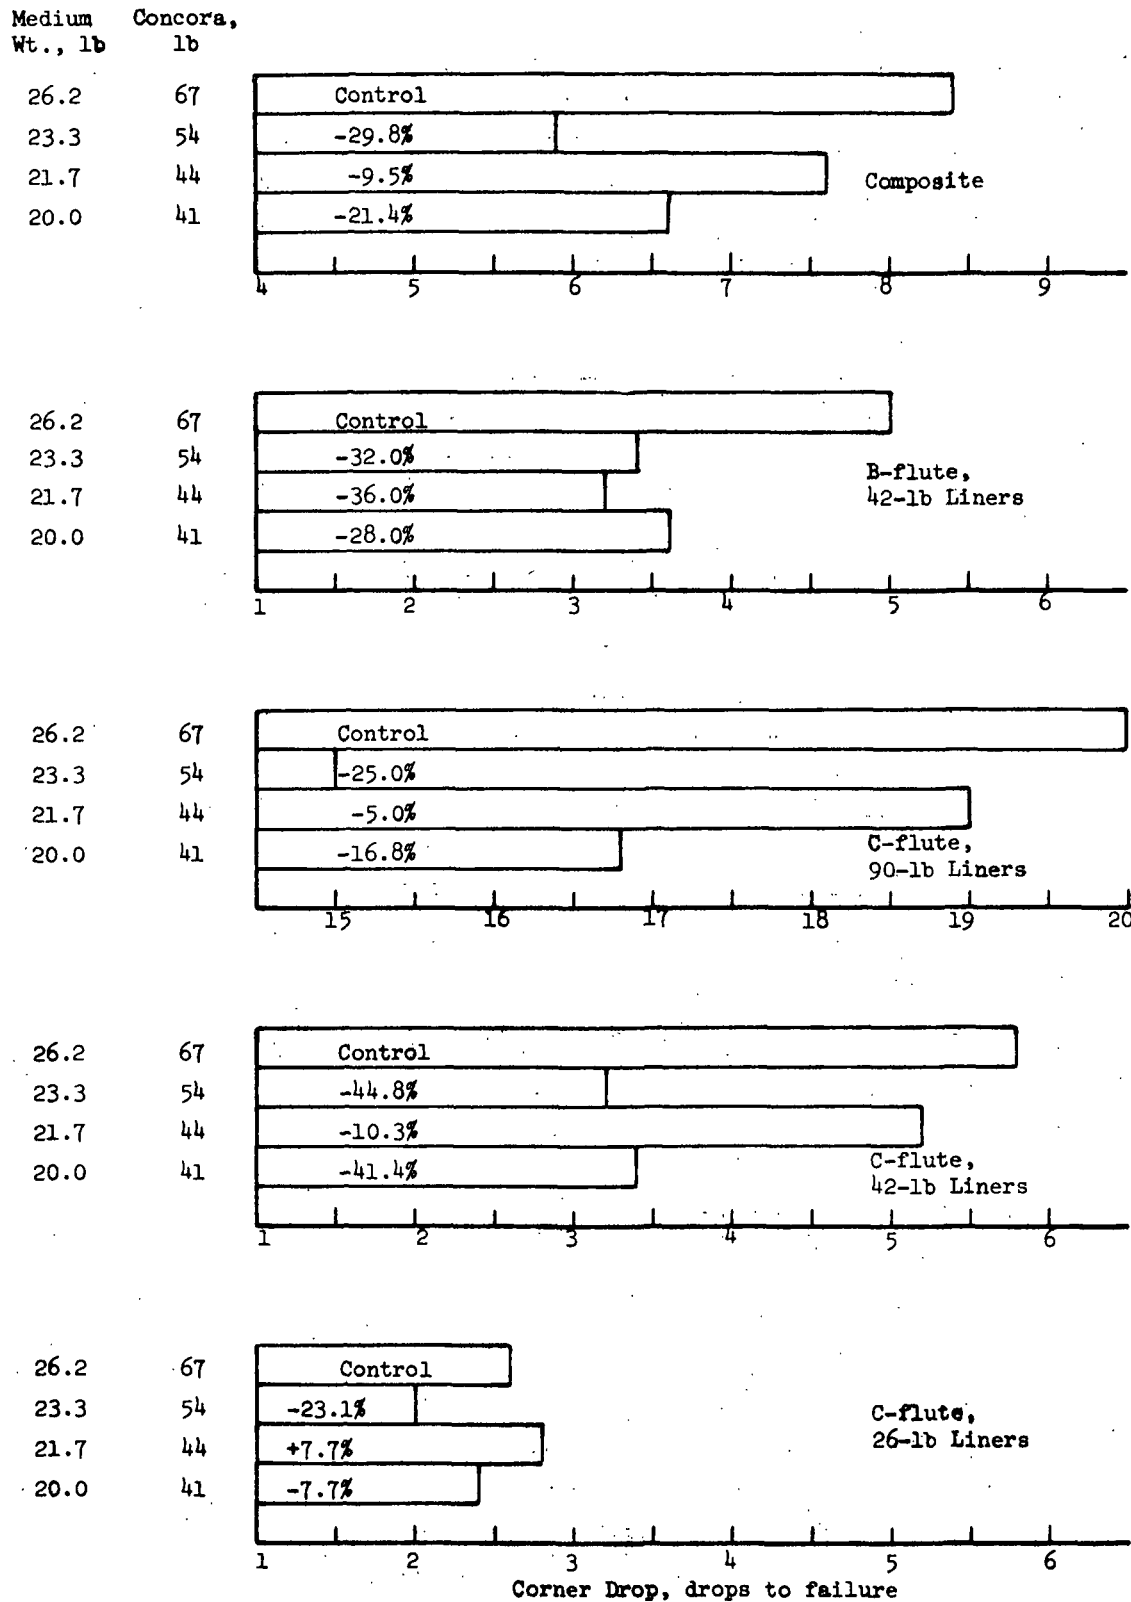 Medium Concora,
Wt., lb lb
26.2 67 Control
23.3 54 -29.8%
21.7 44 -9.5% Composite
20.0 41 -21.4%
4 5 6 7 8 9
26.2 67 Control
23.3 54 -32.0%
B-flute,
21.7 44 -36.0% 42-lb Liners
20.0 41 -28.0%
1 2 3 4 5 6
26.2 67 Control
23.3 54 -25.0%
21.7 44 -5.0%
C-flute,
20.0 41 -16.8% 90-lb Liners
15 16 17 18 19 20
26.2 67 Control
23.3 54 -44.8%
21.7 44 -10.3%
C-flute,
20.0 41 -41.4% 42-lb Liners
1 2 3 4 5 6
26.2 67 Control
23.3 54 -23.1% C-flute,
21.7 44 +7.7% 26-lb Liners
20.0 41 -7.7%
1 2 3 4 5 6
Corner Drop, drops to failure